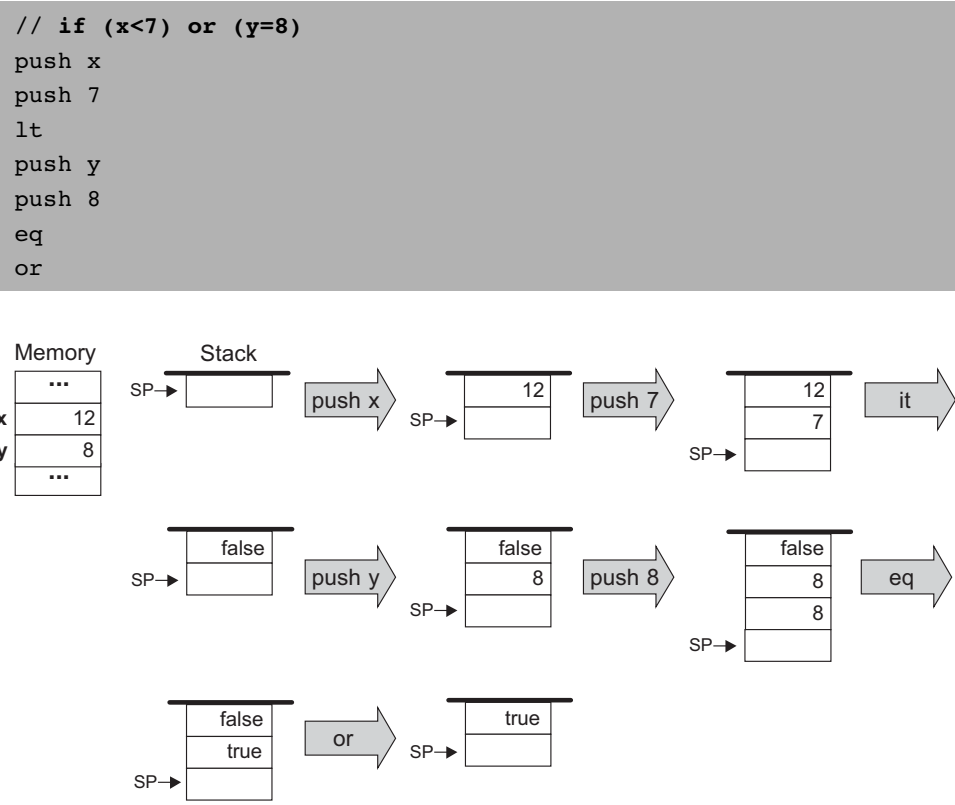 // if (x<7) or (y=8)
push x
push 7
lt
push y
push 8
eq
or
Memory
Stack
...
x 12
y 8
...
SP
push x
12
SP
push 7
12
7
SP
it
false
SP
push y
false
8
SP
push 8
false
8
8
SP
eq
false
true
SP
or
true
SP